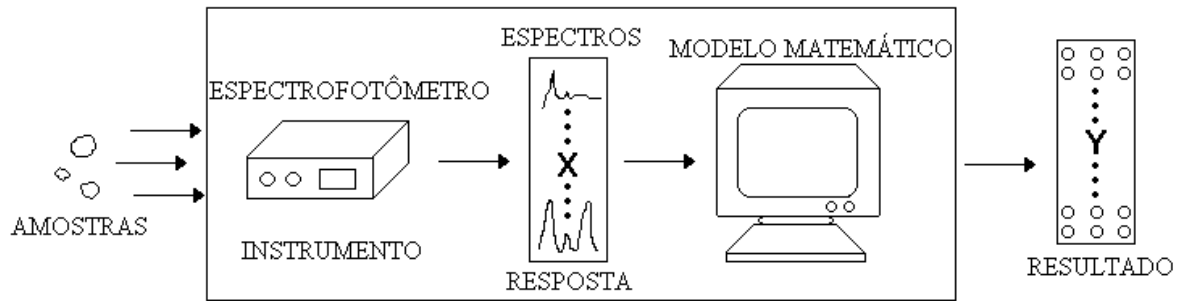 AMOSTRAS
ESPECTROFOTÔMETRO
INSTRUMENTO
ESPECTROS
X
RESPOSTA
MODELO MATEMÁTICO
Y
RESULTADO